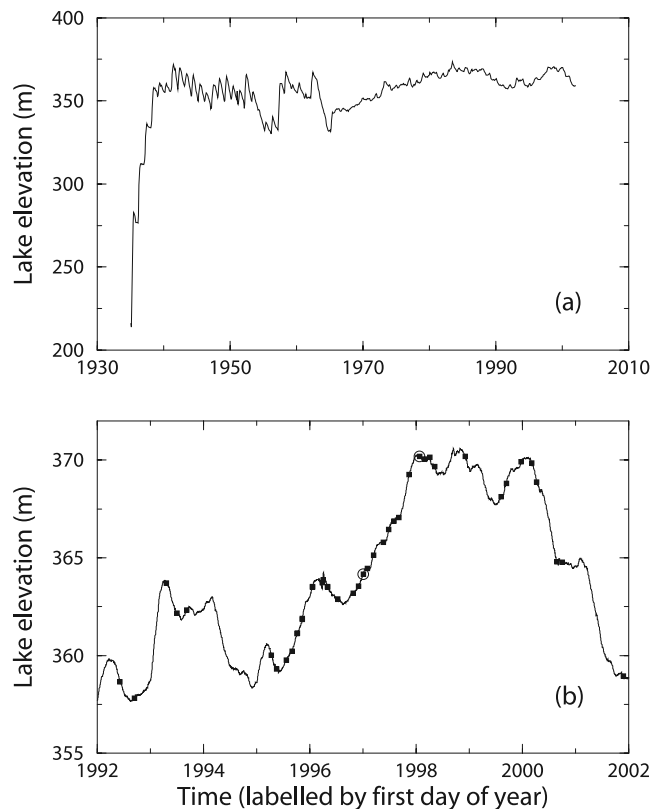 400
350
300
250
200
Lake elevation (m)
(a)
1930 1950 1970 1990 2010
370
365
360
355
Lake elevation (m)
(b)
1992 1994 1996 1998 2000 2002
Time (labelled by first day of year)